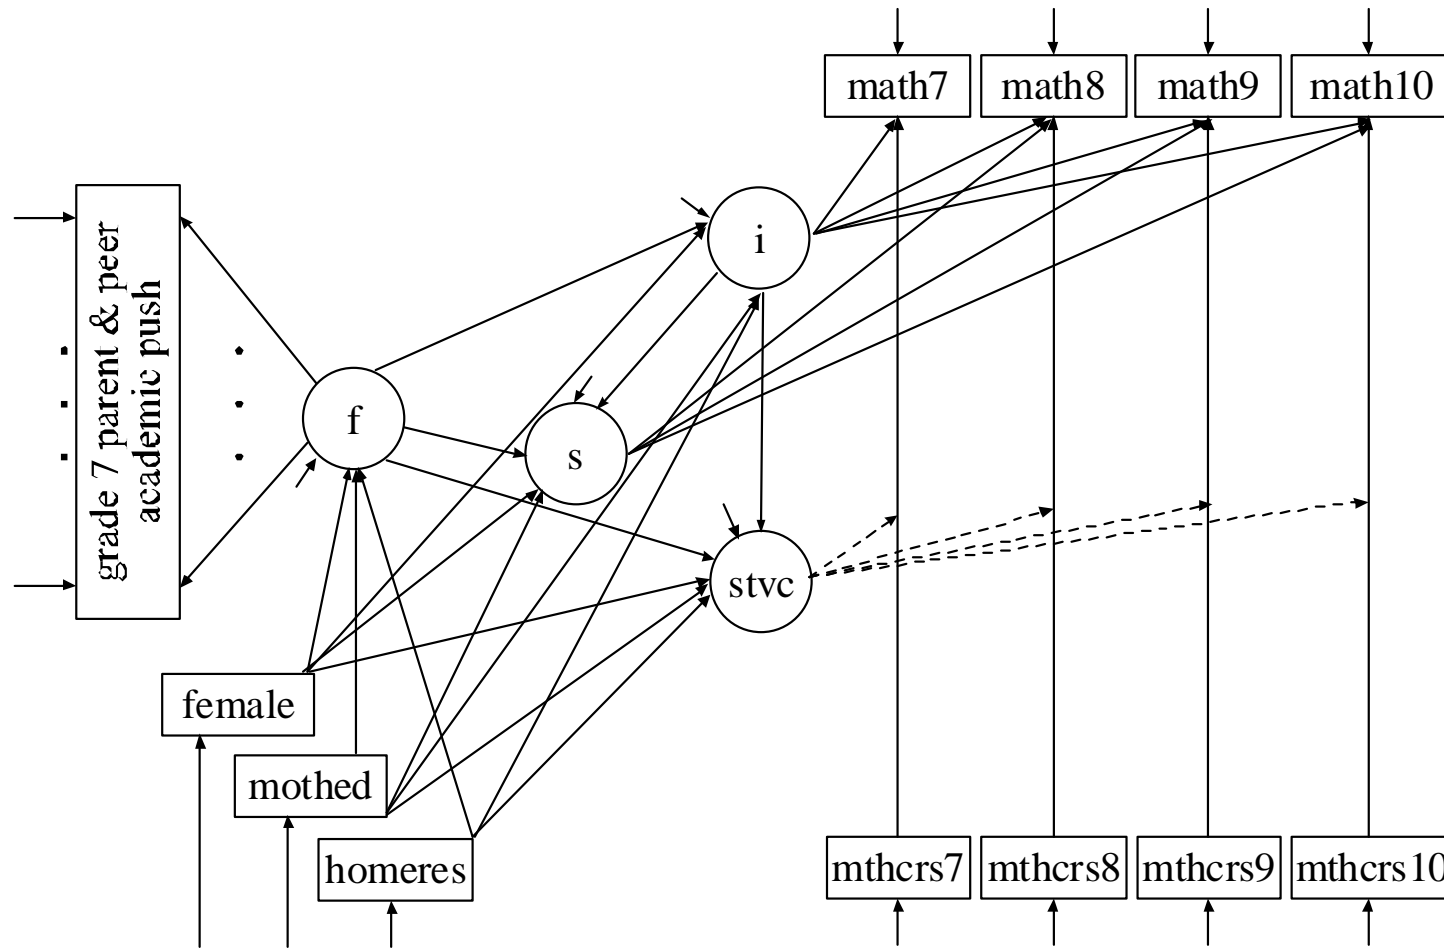 math7
math8
math9
math10
grade 7 parent & peer
academic push
i
f
s
stvc
female
mothed
homeres
mthcrs7
mthcrs8
mthcrs9
mthcrs10